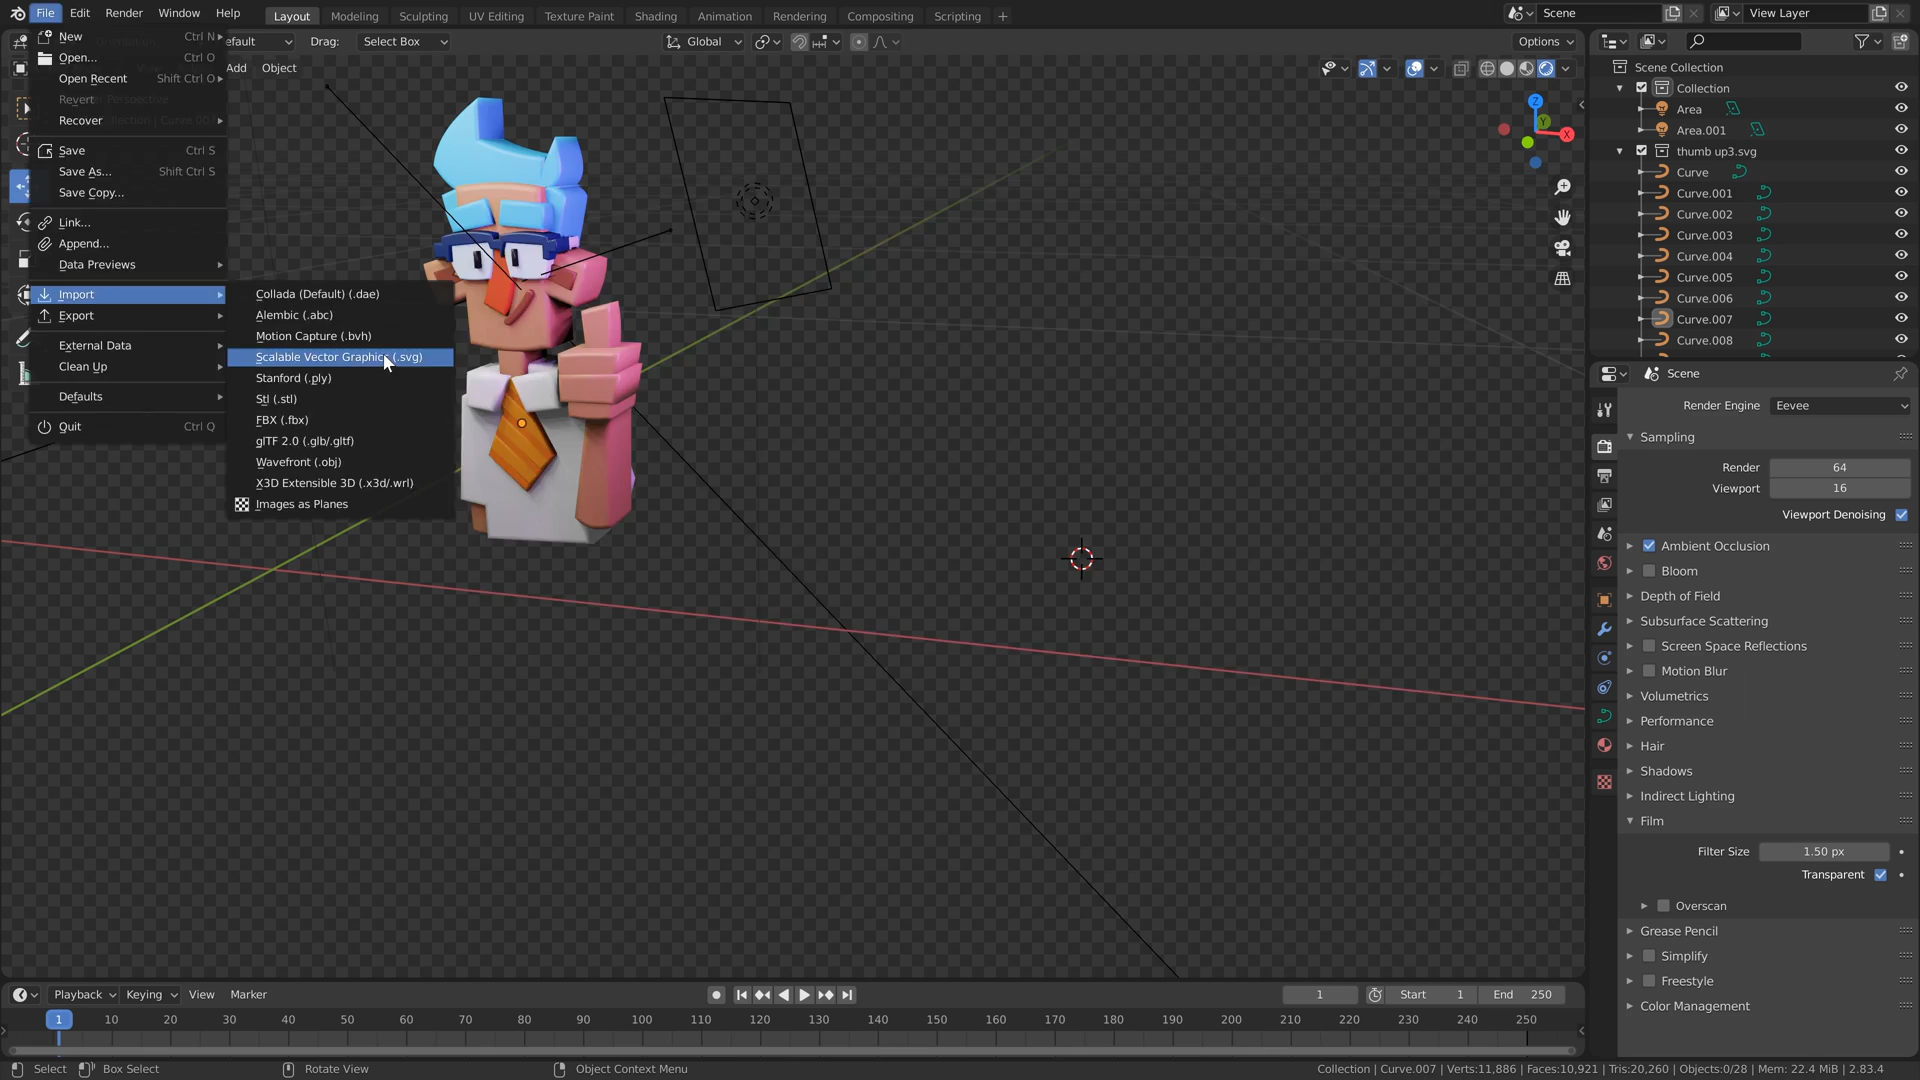 File Edit Render Window Help Layout Modeling Sculpting UV Editing Texture Paint Shading Animation Rendering Compositing Scripting + Scene View Layer
efault Drag: Select Box Global Options
Add Object
New Ctrl N
Open... Ctrl O
Open Recent Shift Ctrl O
Revert
Recover
Save Ctrl S
Save As... Shift Ctrl S
Save Copy...
Link...
Append...
Data Previews
Import
Export
External Data
Clean Up
Defaults
Quit Ctrl Q
Collada (Default) (.dae)
Alembic (.abc)
Motion Capture (.bvh)
Scalable Vector Graphics (.svg)
Stanford (.ply)
Stl (.stl)
FBX (.fbx)
glTF 2.0 (.glb/.gltf)
Wavefront (.obj)
X3D Extensible 3D (.x3d/.wrl)
Images as Planes
Z
Y
X
Scene Collection
Collection
Area
Area.001
thumb up3.svg
Curve
Curve.001
Curve.002
Curve.003
Curve.004
Curve.005
Curve.006
Curve.007
Curve.008
Scene
Render Engine Eevee
Sampling
Render 64
Viewport 16
Viewport Denoising
Ambient Occlusion
Bloom
Depth of Field
Subsurface Scattering
Screen Space Reflections
Motion Blur
Volumetrics
Performance
Hair
Shadows
Indirect Lighting
Film
Filter Size 1.50 px
Transparent
Overscan
Grease Pencil
Simplify
Freestyle
Color Management
Playback Keying View Marker 1 Start 1 End 250
1 10 20 30 40 50 60 70 80 90 100 110 120 130 140 150 160 170 180 190 200 210 220 230 240 250
Select Box Select Rotate View Object Context Menu Collection | Curve.007 | Verts:11,886 | Faces:10,921 | Tris:20,260 | Objects:0/28 | Mem: 22.4 MiB | 2.83.4